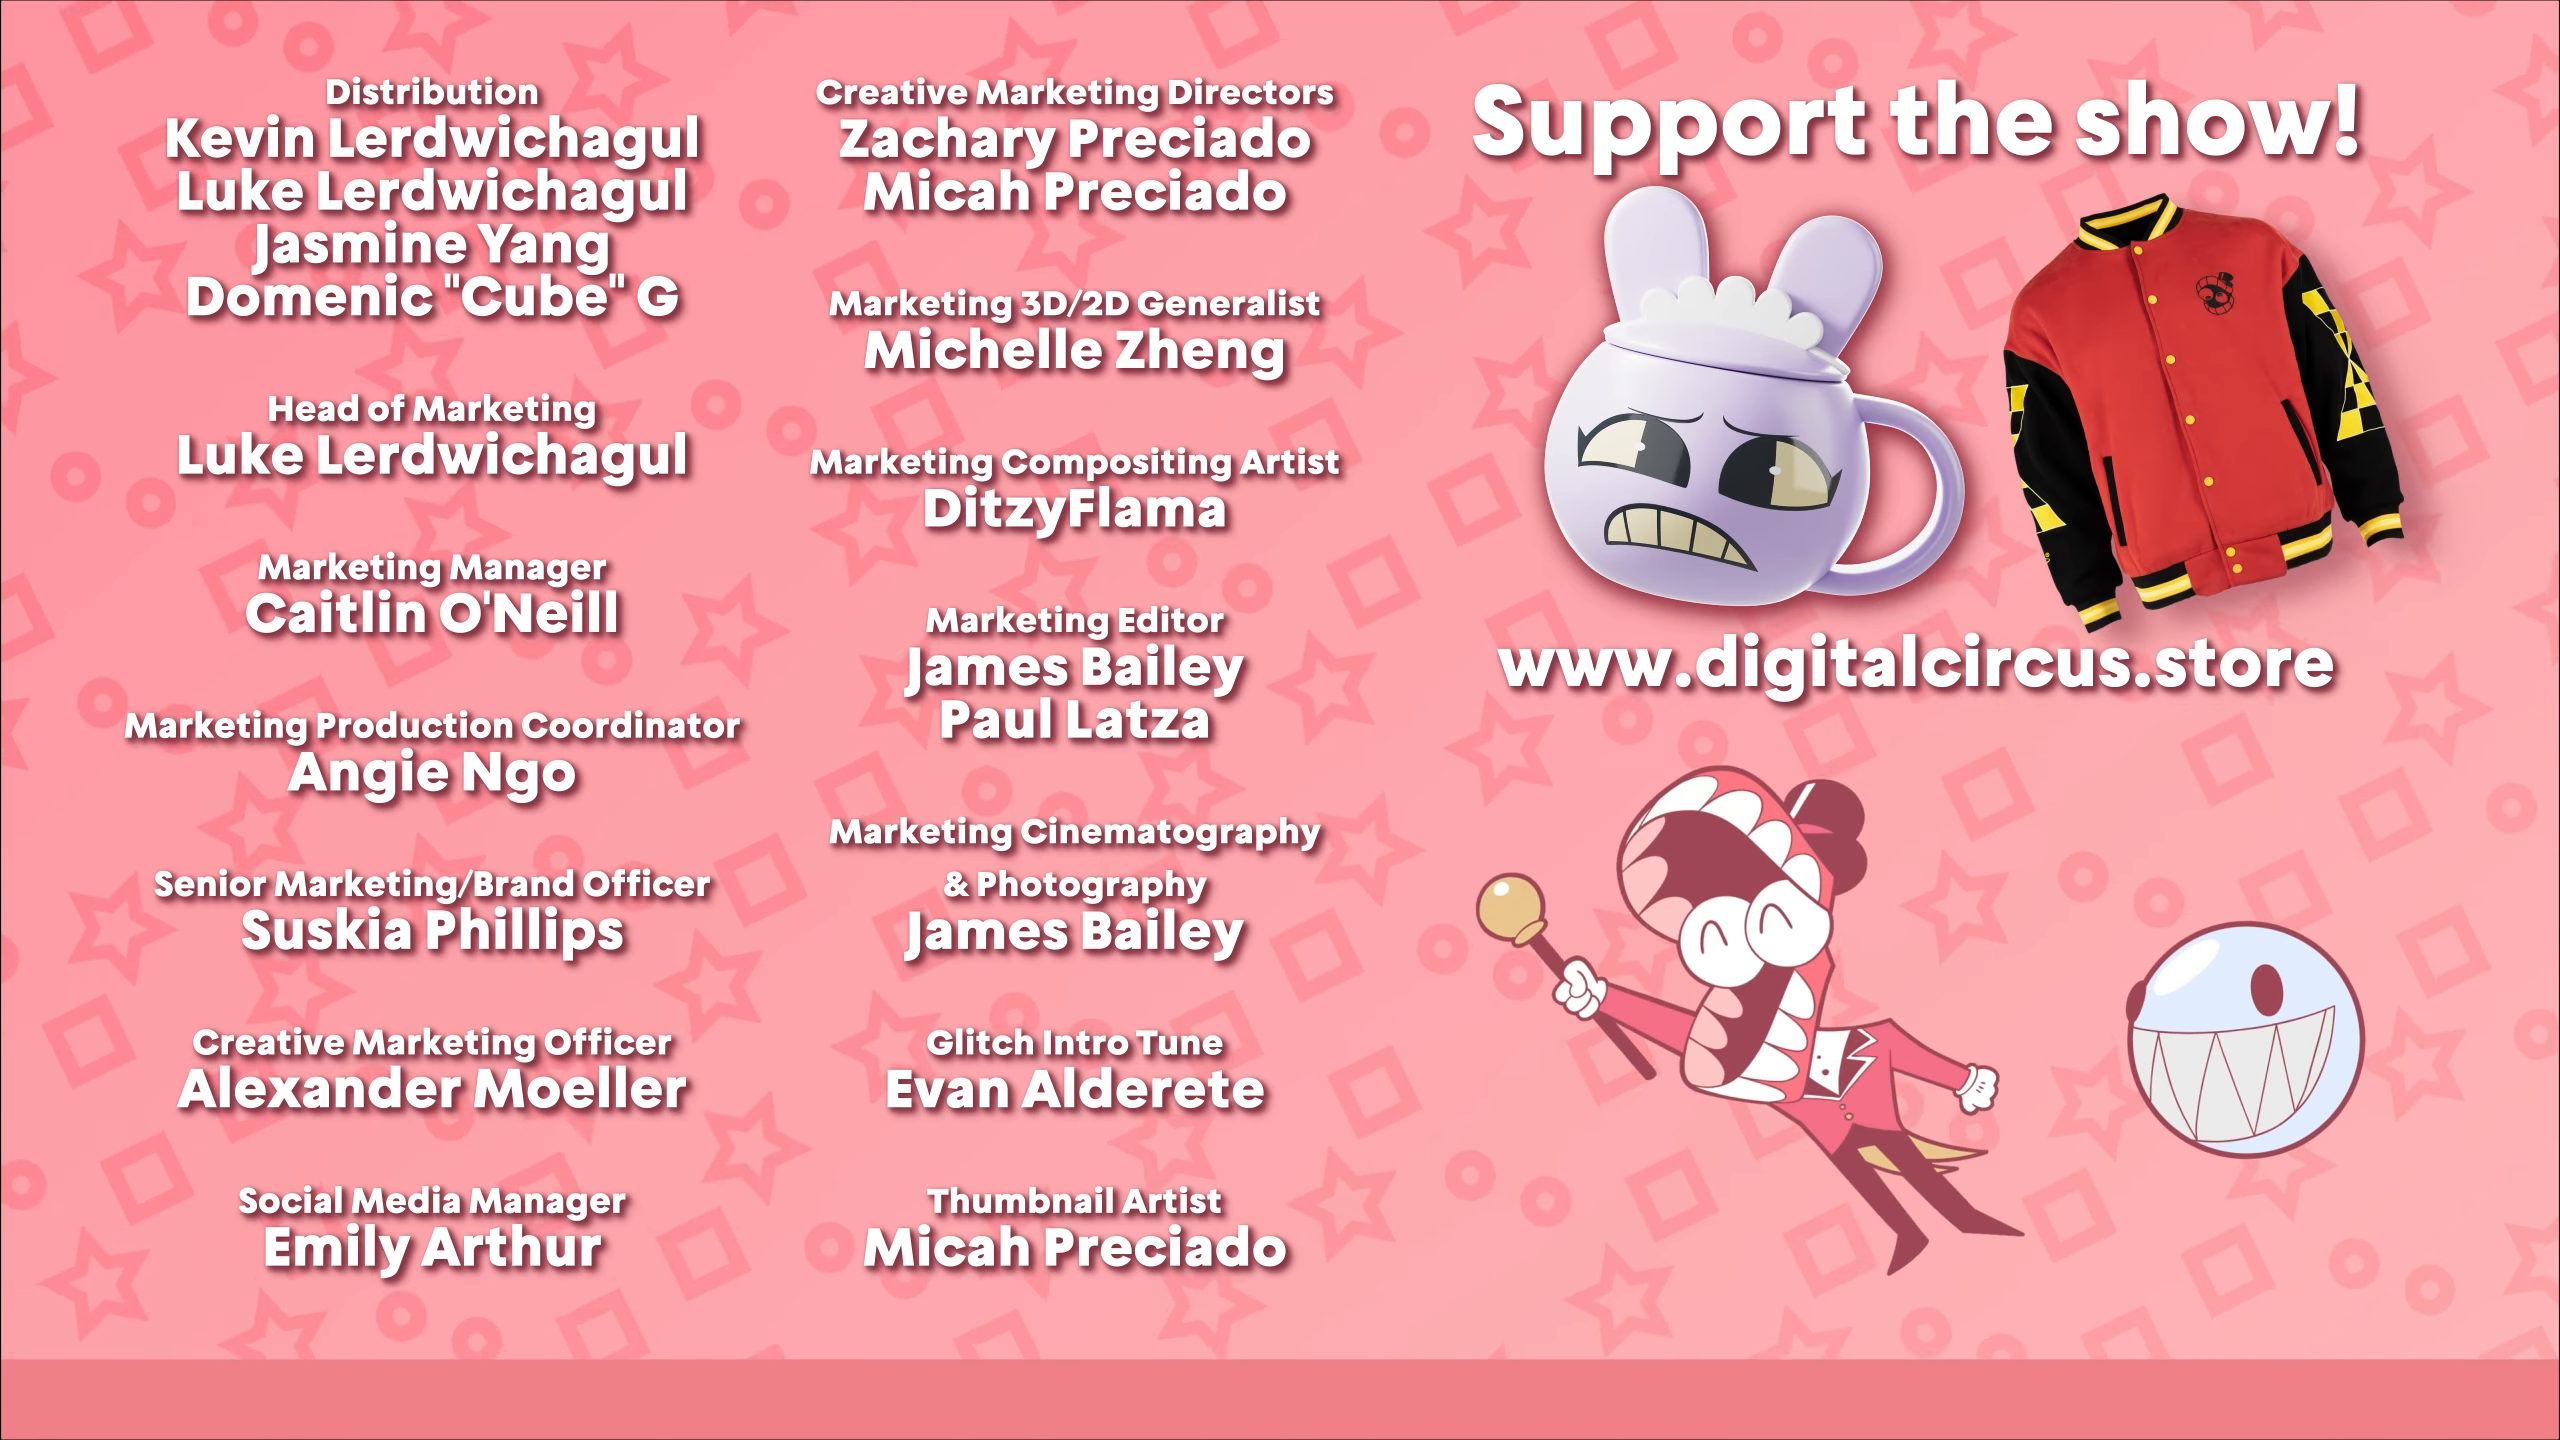 Distribution
Kevin Lerdwichagul
Luke Lerdwichagul
Jasmine Yang
Domenic "Cube" G
Head of Marketing
Luke Lerdwichagul
Marketing Manager
Caitlin O'Neill
Marketing Production Coordinator
Angie Ngo
Senior Marketing/Brand Officer
Suskia Phillips
Creative Marketing Officer
Alexander Moeller
Social Media Manager
Emily Arthur
Creative Marketing Directors
Zachary Preciado
Micah Preciado
Marketing 3D/2D Generalist
Michelle Zheng
Marketing Compositing Artist
DitzyFlama
Marketing Editor
James Bailey
Paul Latza
Marketing Cinematography
& Photography
James Bailey
Glitch Intro Tune
Evan Alderete
Thumbnail Artist
Micah Preciado
Support the show!
www.digitalcircus.store